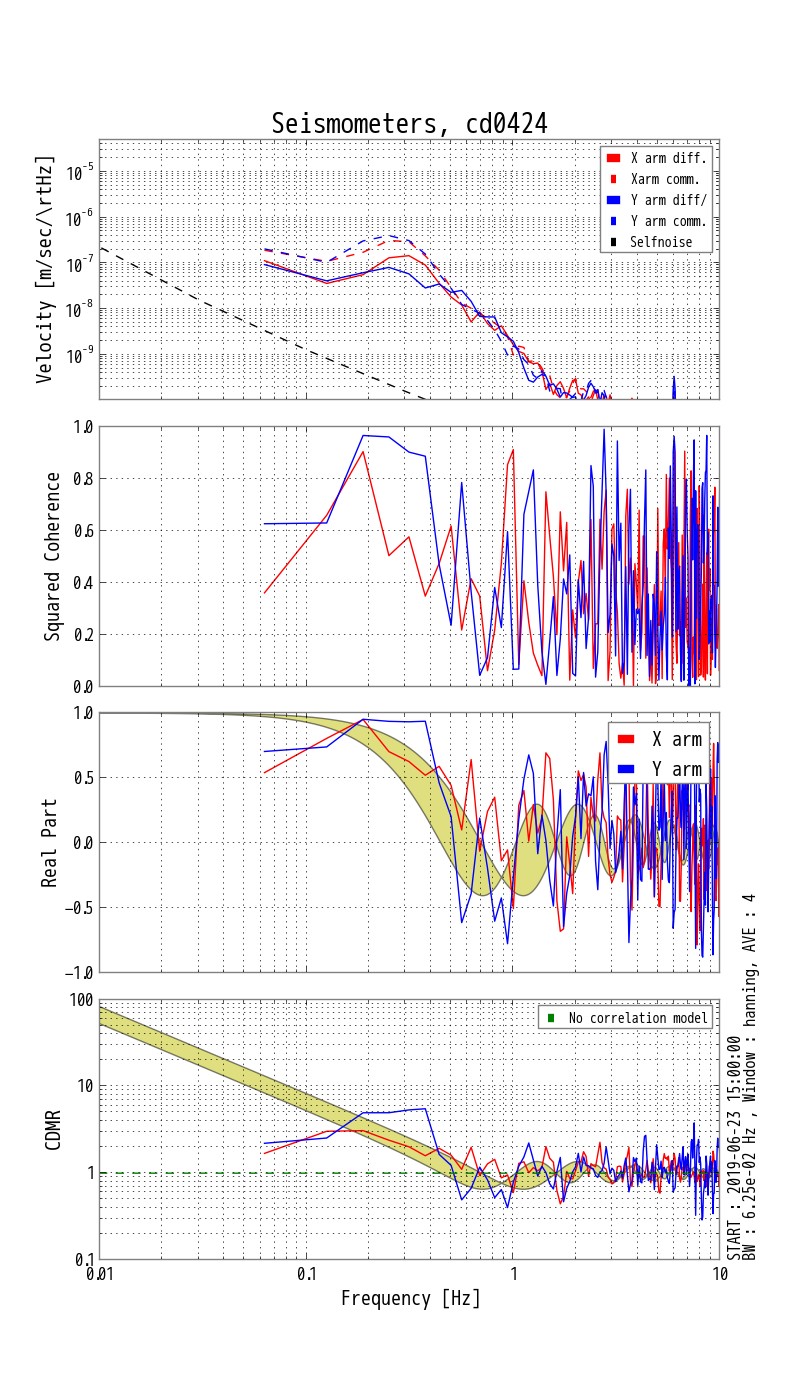 Seismometers, cd0424
Velocity [m/sec/\rtHz]
10^-5
10^-6
10^-7
10^-8
10^-9
X arm diff.
Xarm comm.
Y arm diff/
Y arm comm.
Selfnoise
Squared Coherence
1.0
0.8
0.6
0.4
0.2
0.0
Real Part
1.0
0.5
0.0
−0.5
−1.0
X arm
Y arm
CDMR
100
10
1
0.1
No correlation model
0.01
0.1
1
10
Frequency [Hz]
START : 2019-06-23 15:00:00
BW : 6.25e-02 Hz , Window : hanning, AVE : 4